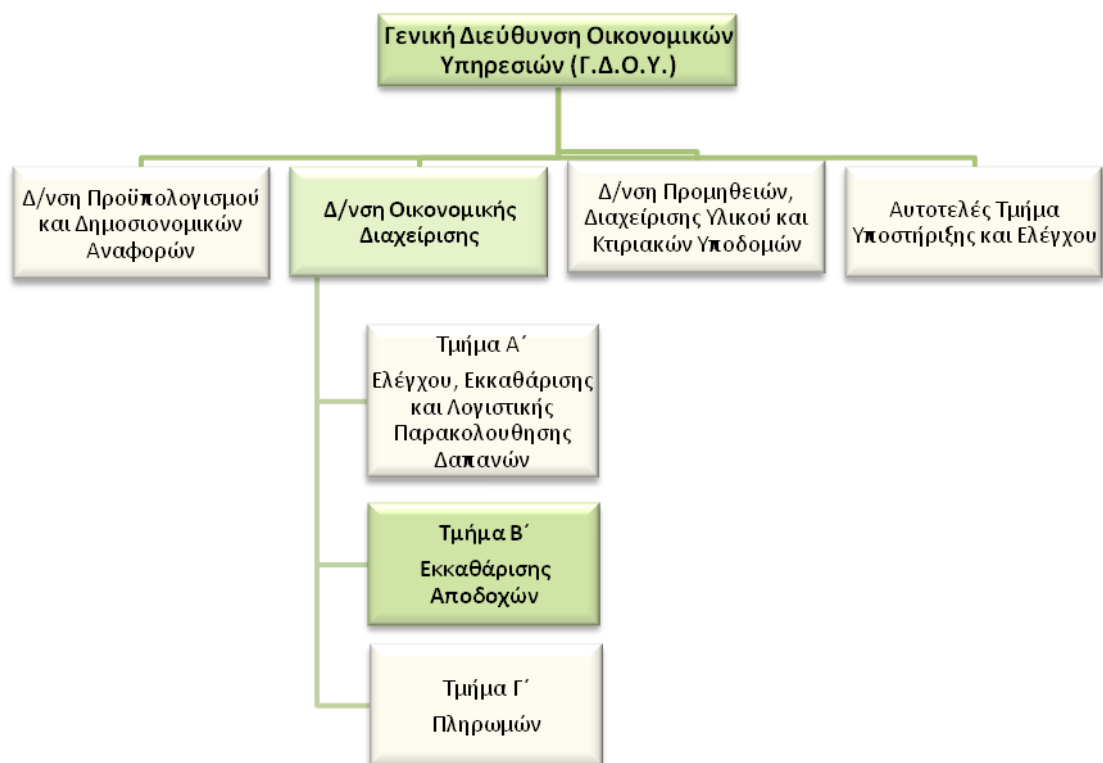 Γενική Διεύθυνση Οικονομικών
Υπηρεσιών (Γ.Δ.Ο.Υ.)
Δ/νση Προϋπολογισμού
και Δημοσιονομικών
Αναφορών
Δ/νση Οικονομικής
Διαχείρισης
Δ/νση Προμηθειών,
Διαχείρισης Υλικού και
Κτιριακών Υποδομών
Αυτοτελές Τμήμα
Υποστήριξης και Ελέγχου
Τμήμα Α΄
Ελέγχου, Εκκαθάρισης
και Λογιστικής
Παρακολουθησης
Δαπανών
Τμήμα Β΄
Εκκαθάρισης
Αποδοχών
Τμήμα Γ΄
Πληρωμών